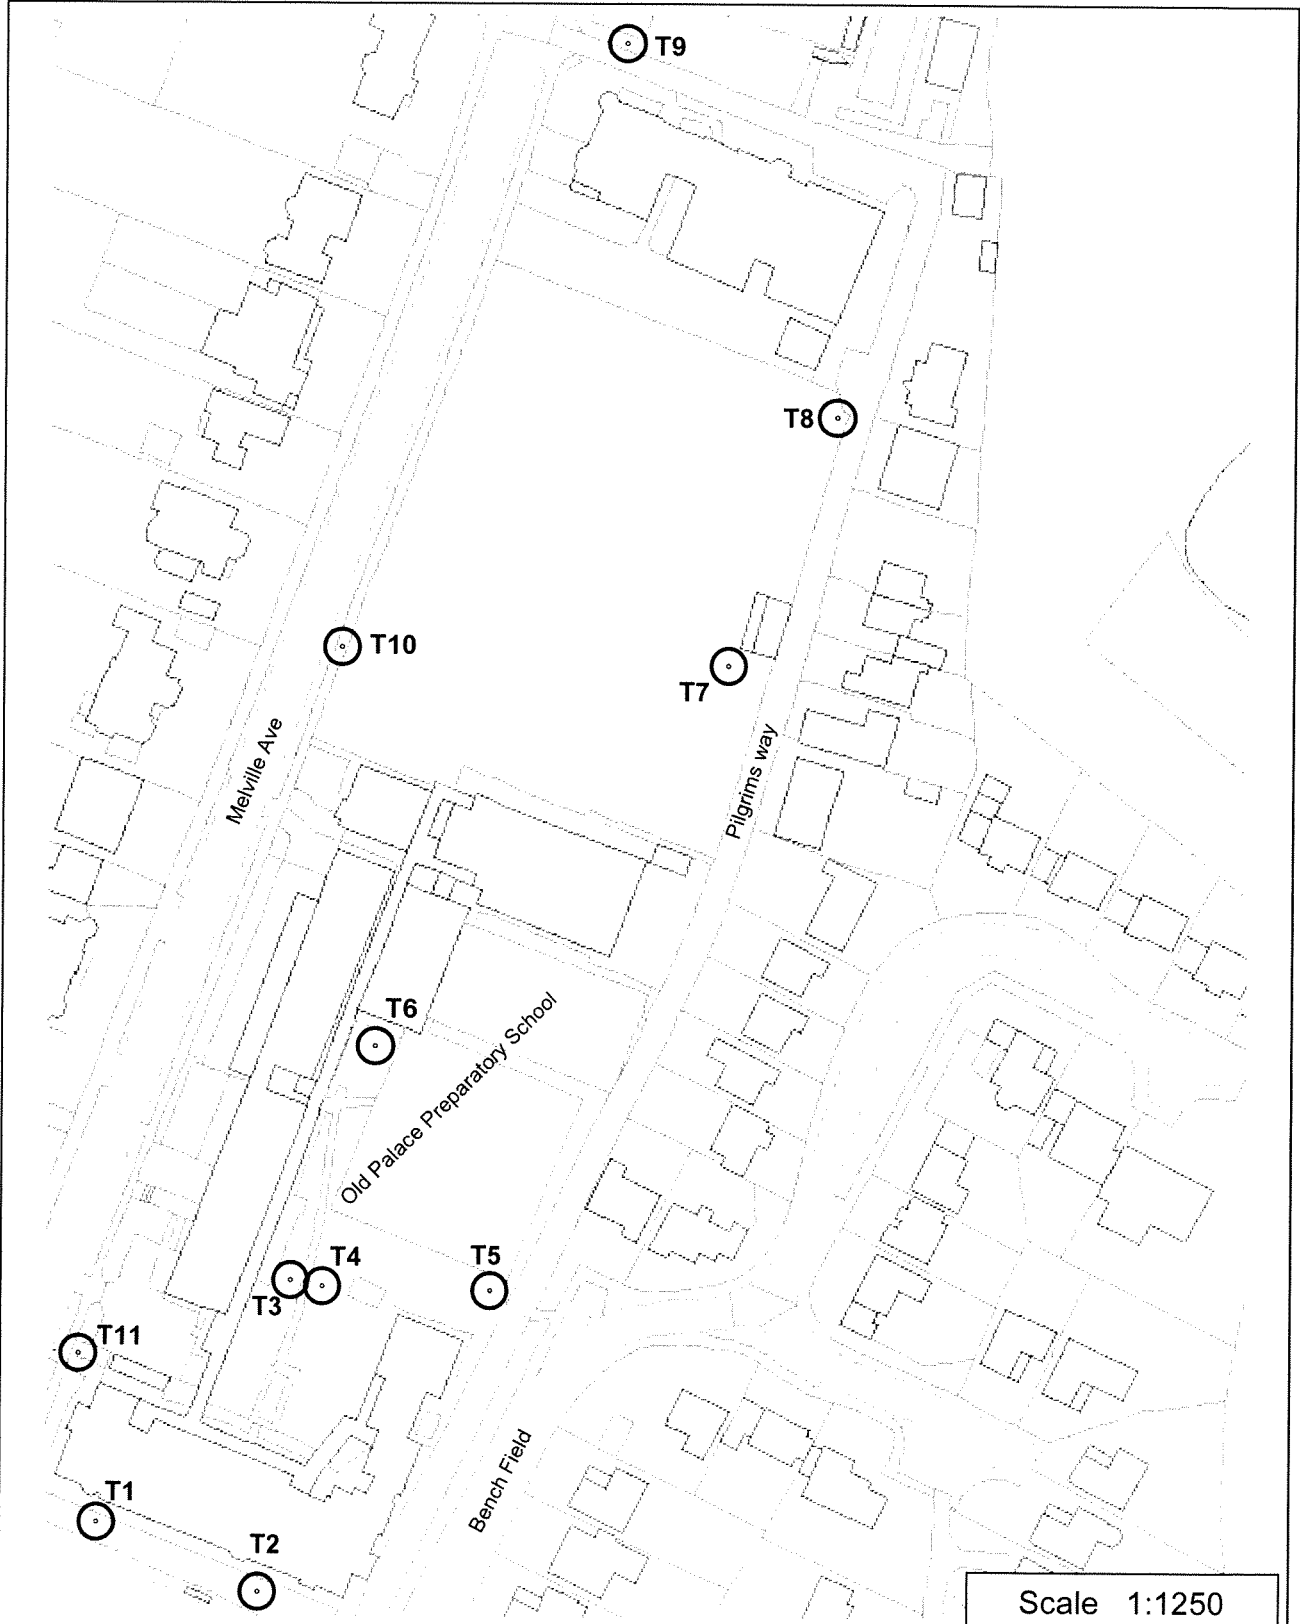 T9
T8
T10
T7
Melville Ave
Pilgrims way
T6
Old Palace Preparatory School
T4
T5
T3
T11
Bench Field
T1
T2
Scale 1:1250